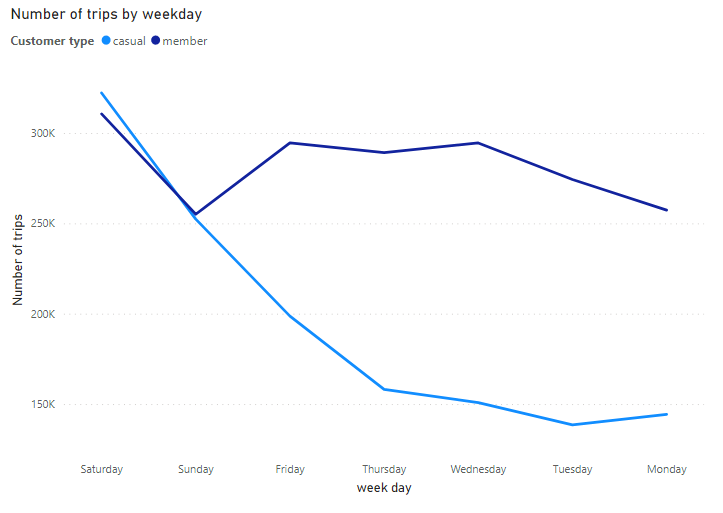 Number of trips by weekday
Customer type casual member
Number of trips
300K
250K
200K
150K
Saturday Sunday Friday Thursday Wednesday Tuesday Monday
week day